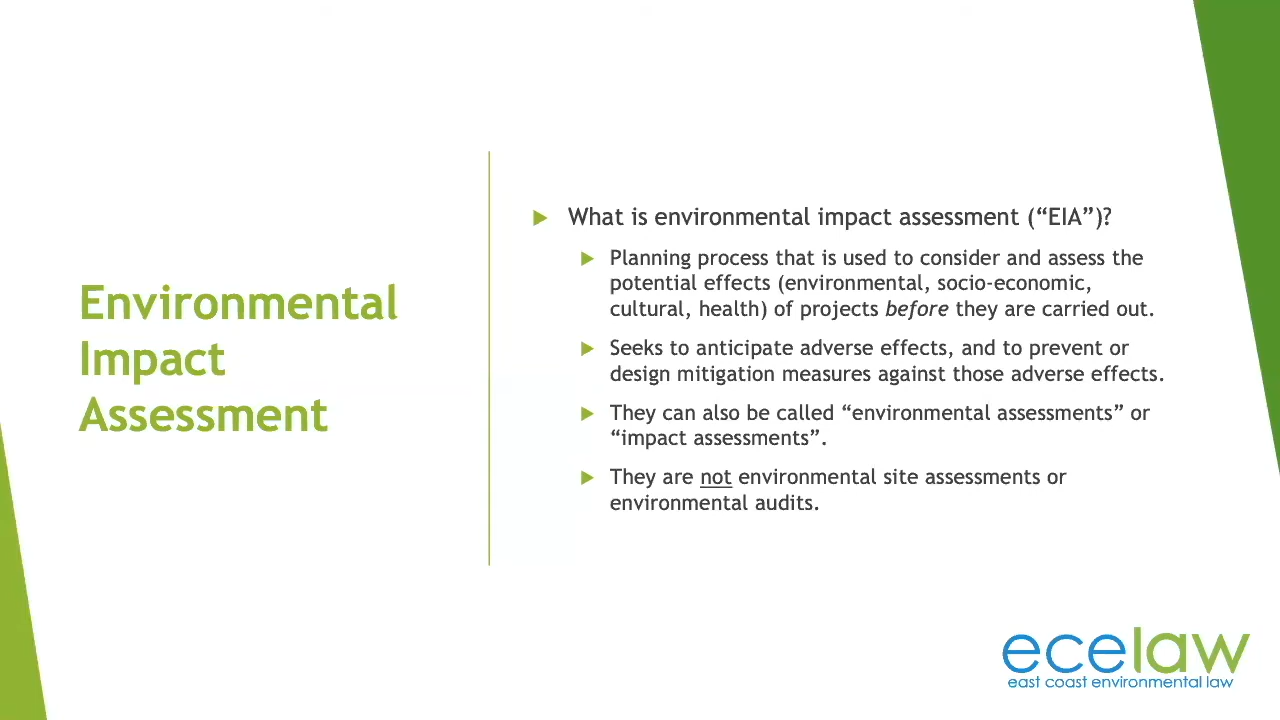 Environmental
Impact
Assessment
What is environmental impact assessment (“EIA”)?
Planning process that is used to consider and assess the
potential effects (environmental, socio-economic,
cultural, health) of projects before they are carried out.
Seeks to anticipate adverse effects, and to prevent or
design mitigation measures against those adverse effects.
They can also be called “environmental assessments” or
“impact assessments”.
They are not environmental site assessments or
environmental audits.
ecelaw
east coast environmental law